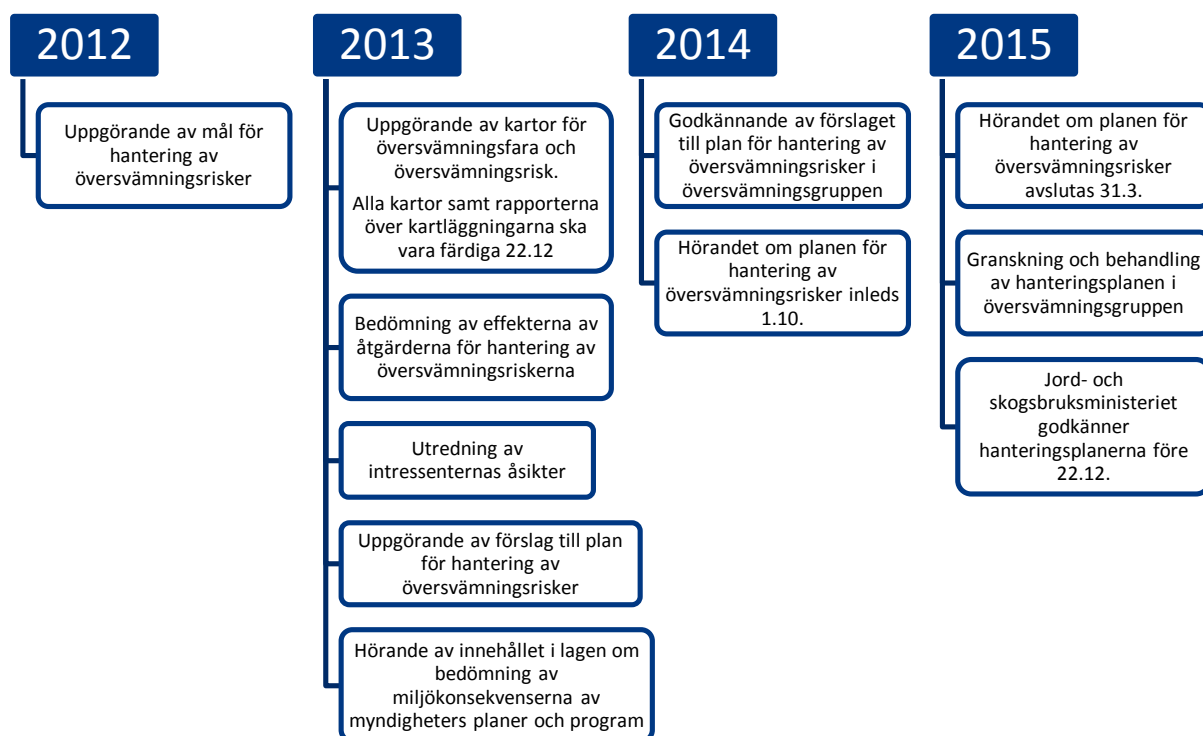 2012
Uppgörande av mål för
hantering av
översvämningsrisker
2013
Uppgörande av kartor för
översvämningsfara och
översvämningsrisk.
Alla kartor samt rapporterna
över kartläggningarna ska
vara färdiga 22.12
Bedömning av effekterna av
åtgärderna för hantering av
översvämningsriskerna
Utredning av
intressenternas åsikter
Uppgörande av förslag till plan
för hantering av
översvämningsrisker
Hörande av innehållet i lagen om
bedömning av
miljökonsekvenserna av
myndigheters planer och program
2014
Godkännande av förslaget
till plan för hantering av
översvämningsrisker i
översvämningsgruppen
Hörandet om planen för
hantering av
översvämningsrisker inleds
1.10.
2015
Hörandet om planen för
hantering av
översvämningsrisker
avslutas 31.3.
Granskning och behandling
av hanteringsplanen i
översvämningsgruppen
Jord- och
skogsbruksministeriet
godkänner
hanteringsplanerna före
22.12.